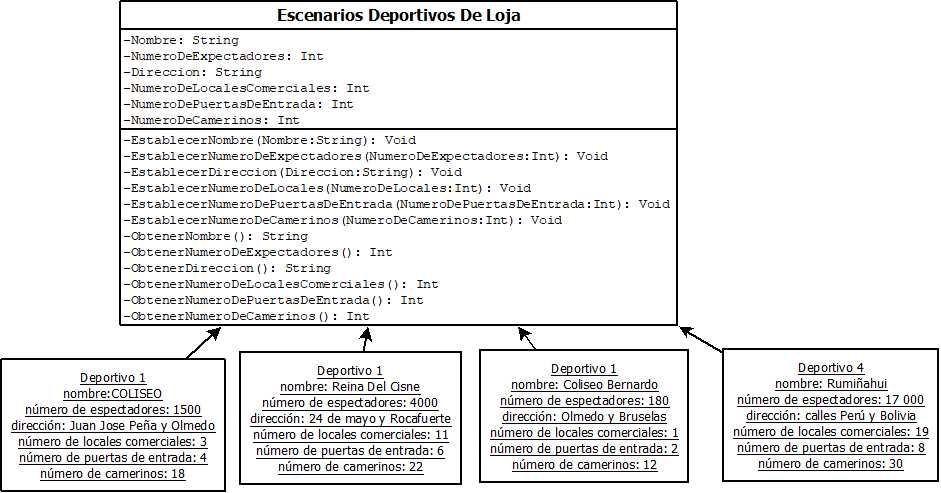 Escenarios Deportivos De Loja
-Nombre: String
-NumeroDeExpectadores: Int
-Direccion: String
-NumeroDeLocalesComerciales: Int
-NumeroDePuertasDeEntrada: Int
-NumeroDeCamerinos: Int
-EstablecerNombre(Nombre:String): Void
-EstablecerNumeroDeExpectadores(NumeroDeExpectadores:Int): Void
-EstablecerDireccion(Direccion:String): Void
-EstablecerNumeroDeLocales(NumeroDeLocales:Int): Void
-EstablecerNumeroDePuertasDeEntrada(NumeroDePuertasDeEntrada:Int): Void
-EstablecerNumeroDeCamerinos(NumeroDeCamerinos:Int): Void
-ObtenerNombre(): String
-ObtenerNumeroDeExpectadores(): Int
-ObtenerDireccion(): String
-ObtenerNumeroDeLocalesComerciales(): Int
-ObtenerNumeroDePuertasDeEntrada(): Int
-ObtenerNumeroDeCamerinos(): Int
Deportivo 1
nombre:COLISEO
número de espectadores: 1500
dirección: Juan Jose Peña y Olmedo
número de locales comerciales: 3
número de puertas de entrada: 4
número de camerinos: 18
Deportivo 1
nombre: Reina Del Cisne
número de espectadores: 4000
dirección: 24 de mayo y Rocafuerte
número de locales comerciales: 11
número de puertas de entrada: 6
número de camerinos: 22
Deportivo 1
nombre: Coliseo Bernardo
número de espectadores: 180
dirección: Olmedo y Bruselas
número de locales comerciales: 1
número de puertas de entrada: 2
número de camerinos: 12
Deportivo 4
nombre: Rumiñahui
número de espectadores: 17 000
dirección: calles Perú y Bolivia
número de locales comerciales: 19
número de puertas de entrada: 8
número de camerinos: 30